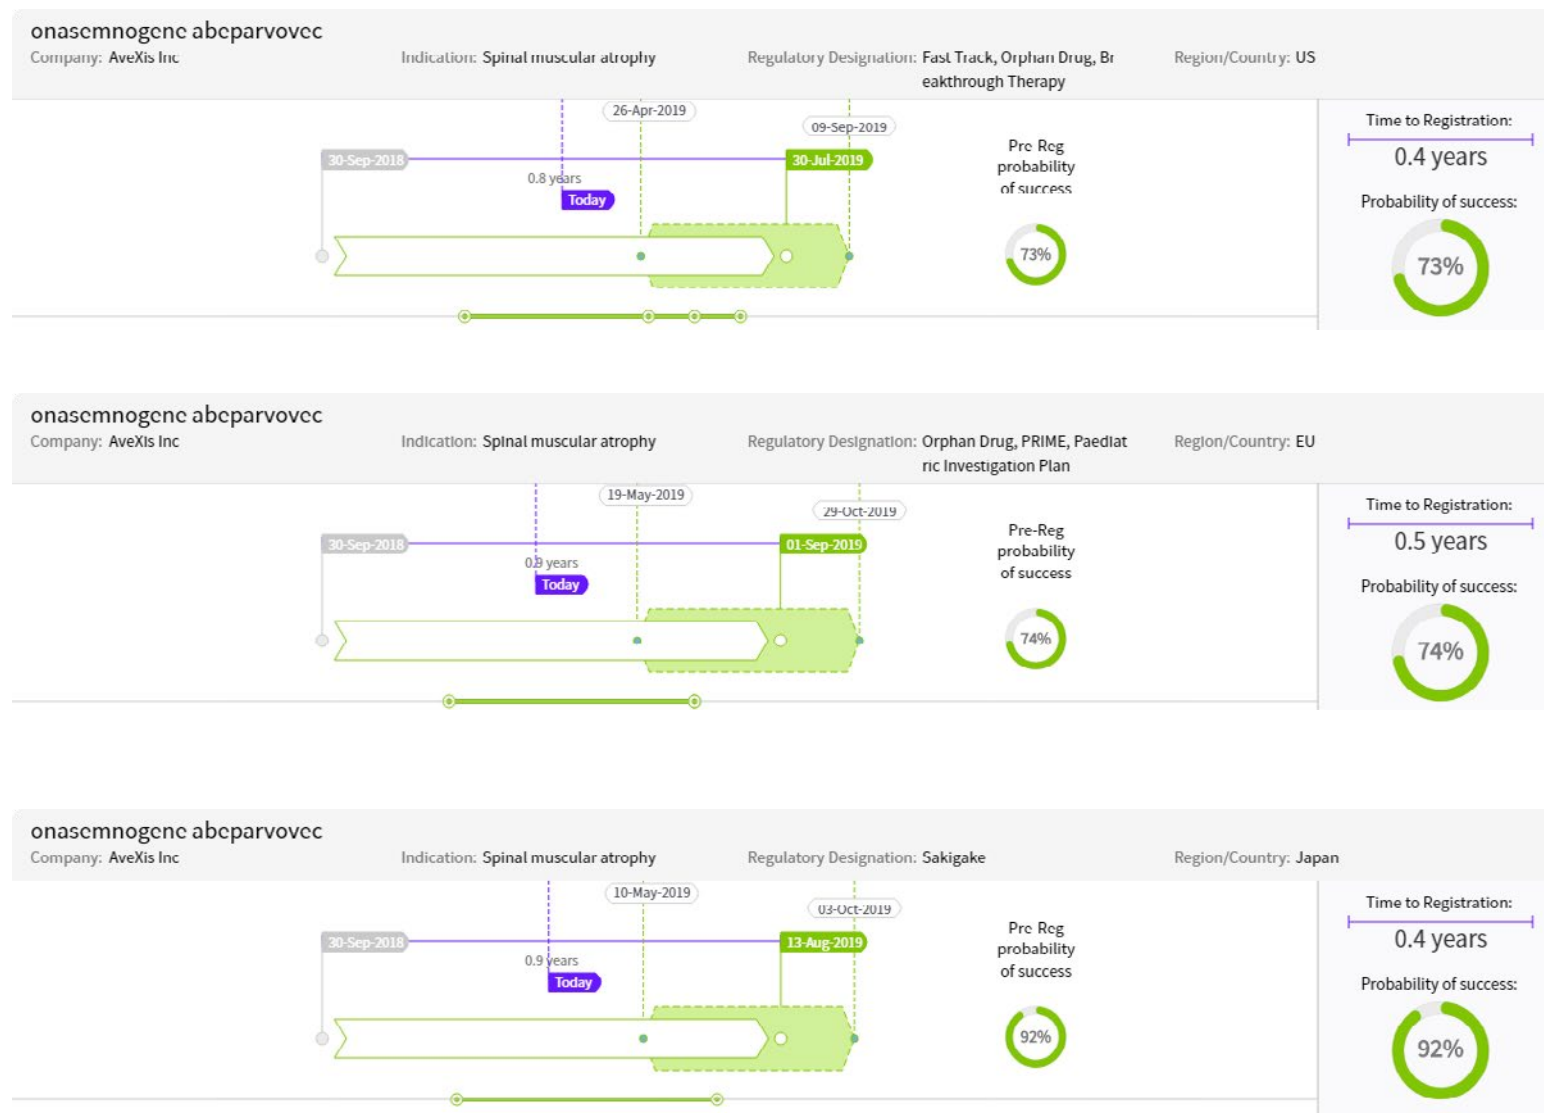 onasemnogene abeparvovec
Company: AveXis Inc Indication: Spinal muscular atrophy Regulatory Designation: Fast Track, Orphan Drug, Br Region/Country: US
eakthrough Therapy
26-Apr-2019
Time to Registration:
09-Sep-2019
Pre-Reg
30-Sep-2018 30-Jul-2019 0.4 years
probability
0.8 years
of success
Today Probability of success:
73% 73%
onasemnogene abeparvovec
Company: AveXis Inc Indication: Spinal muscular atrophy Regulatory Designation: Orphan Drug, PRIME, Paediat Region/Country: EU
ric Investigation Plan
19-May-2019
Time to Registration:
29-Oct-2019
Pre-Reg
30-Sep-2018 01-Sep-2019 0.5 years
probability
0.9 years
of success
Today Probability of success:
74% 74%
onasemnogene abeparvovec
Company: AveXis Inc Indication: Spinal muscular atrophy Regulatory Designation: Sakigake Region/Country: Japan
10-May-2019
Time to Registration:
03-Oct-2019
Pre-Reg
30-Sep-2018 13-Aug-2019 0.4 years
probability
0.9 years
of success
Today Probability of success:
92% 92%